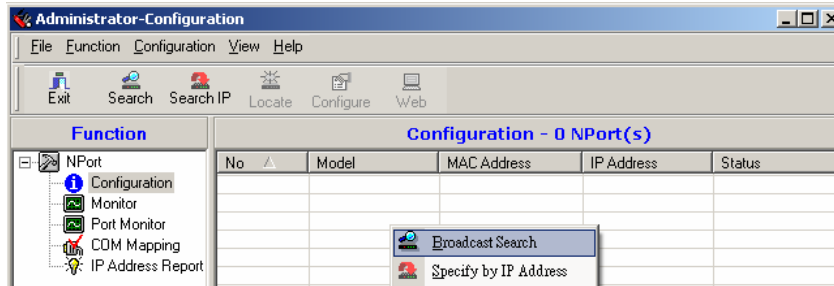 Administrator-Configuration
File Function Configuration View Help
Exit Search Search IP Locate Configure Web
Function
Configuration - 0 NPort(s)
NPort
Configuration
Monitor
Port Monitor
COM Mapping
IP Address Report
No Model MAC Address IP Address Status
Broadcast Search
Specify by IP Address